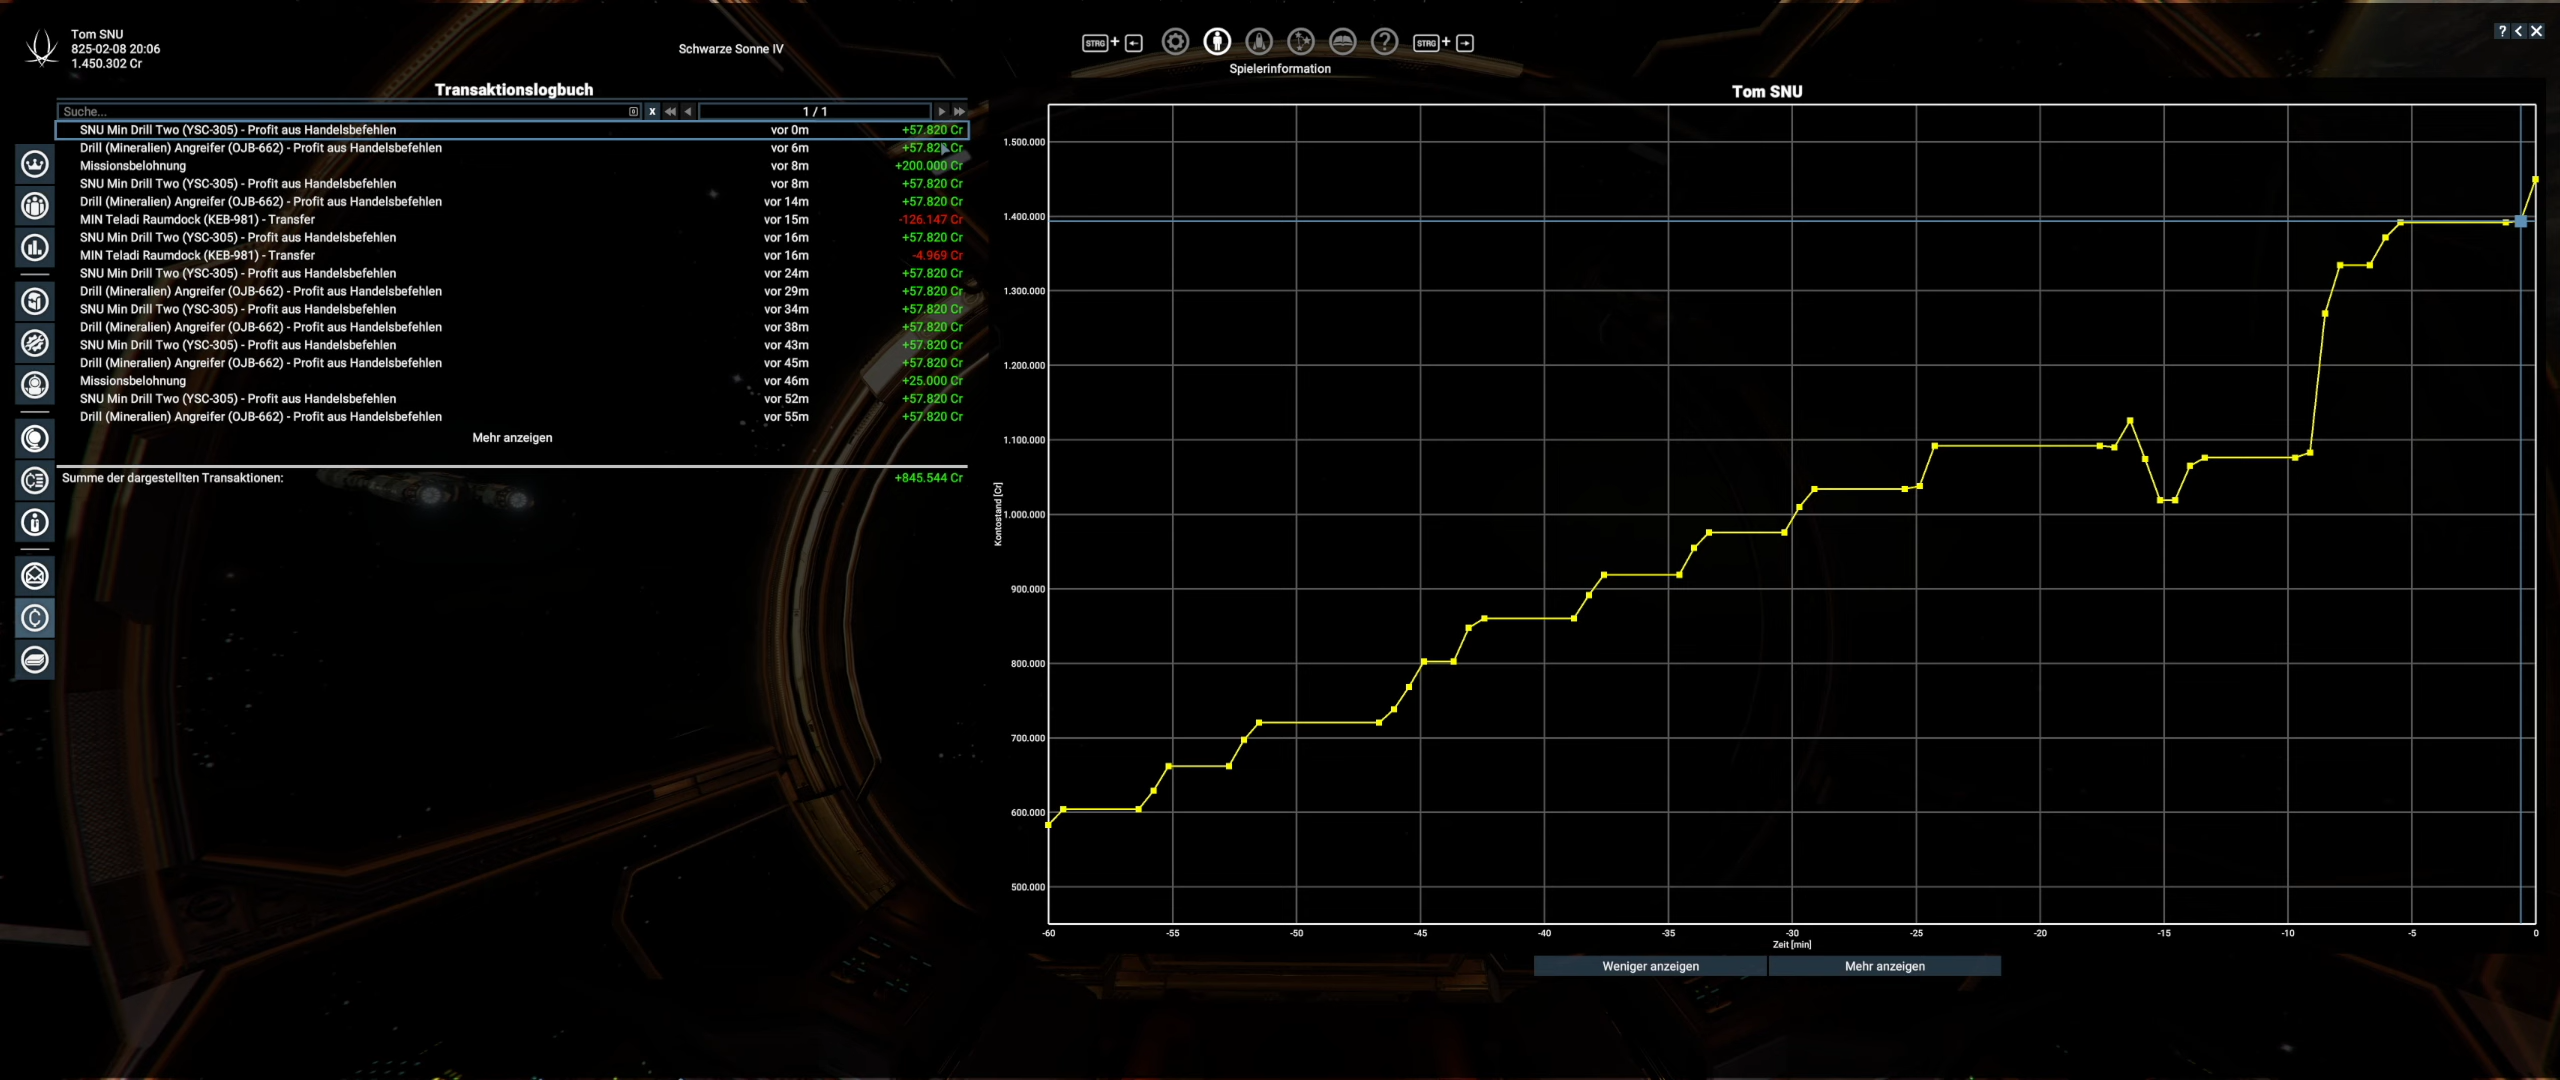 Tom SNU
825-02-08 20:06
1.450.302 Cr
Schwarze Sonne IV
STRG + ←
STRG + →
Spielerinformation
? < X
Transaktionslogbuch
Suche...
x
1 / 1
SNU Min Drill Two (YSC-305) - Profit aus Handelsbefehlen vor 0m +57.820 Cr
Drill (Mineralien) Angreifer (OJB-662) - Profit aus Handelsbefehlen vor 6m +57.820 Cr
Missionsbelohnung vor 8m +200.000 Cr
SNU Min Drill Two (YSC-305) - Profit aus Handelsbefehlen vor 8m +57.820 Cr
Drill (Mineralien) Angreifer (OJB-662) - Profit aus Handelsbefehlen vor 14m +57.820 Cr
MIN Teladi Raumdock (KEB-981) - Transfer vor 15m -126.147 Cr
SNU Min Drill Two (YSC-305) - Profit aus Handelsbefehlen vor 16m +57.820 Cr
MIN Teladi Raumdock (KEB-981) - Transfer vor 16m -4.969 Cr
SNU Min Drill Two (YSC-305) - Profit aus Handelsbefehlen vor 24m +57.820 Cr
Drill (Mineralien) Angreifer (OJB-662) - Profit aus Handelsbefehlen vor 29m +57.820 Cr
SNU Min Drill Two (YSC-305) - Profit aus Handelsbefehlen vor 34m +57.820 Cr
Drill (Mineralien) Angreifer (OJB-662) - Profit aus Handelsbefehlen vor 38m +57.820 Cr
SNU Min Drill Two (YSC-305) - Profit aus Handelsbefehlen vor 43m +57.820 Cr
Drill (Mineralien) Angreifer (OJB-662) - Profit aus Handelsbefehlen vor 45m +57.820 Cr
Missionsbelohnung vor 46m +25.000 Cr
SNU Min Drill Two (YSC-305) - Profit aus Handelsbefehlen vor 52m +57.820 Cr
Drill (Mineralien) Angreifer (OJB-662) - Profit aus Handelsbefehlen vor 55m +57.820 Cr
Mehr anzeigen
Summe der dargestellten Transaktionen: +845.544 Cr
Tom SNU
1.500.000
1.400.000
1.300.000
1.200.000
1.100.000
1.000.000
900.000
800.000
700.000
600.000
500.000
Kontostand [Cr]
-60 -55 -50 -45 -40 -35 -30 -25 -20 -15 -10 -5 0
Zeit [min]
Weniger anzeigen
Mehr anzeigen